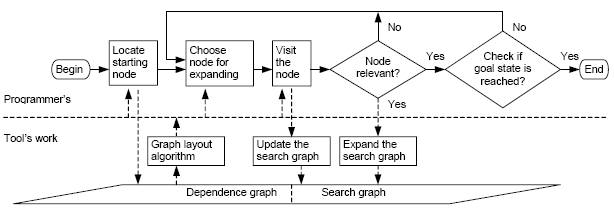 No
No
Begin
Locate
starting
node
Choose
node for
expanding
Visit
the
node
Node
relevant?
Yes
Check if
goal state is
reached?
Yes
End
Yes
Programmer's
Tool's work
Graph layout
algorithm
Update the
search graph
Expand the
search graph
Dependence graph
Search graph